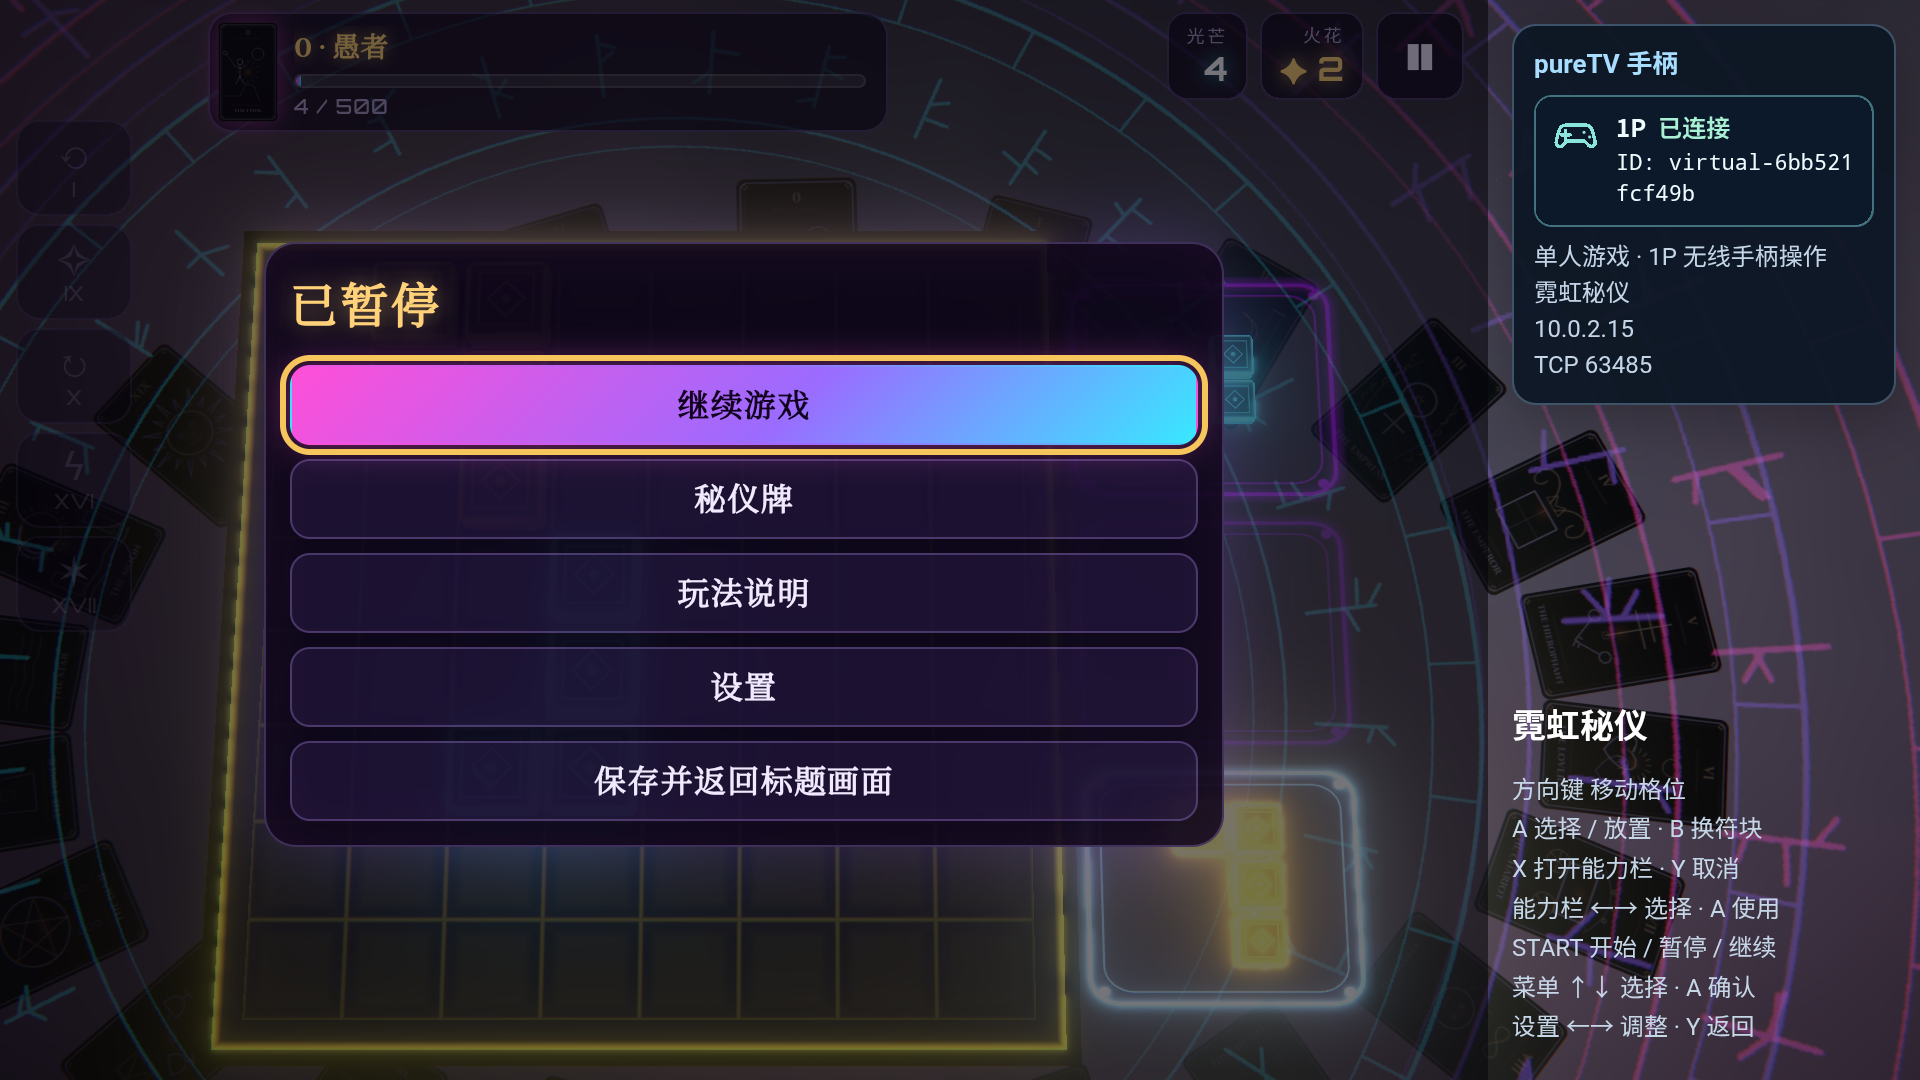 0 · 愚者
4 / 500
光芒
4
火花
2
I
IX
X
XVI
XVII
已暂停
继续游戏
秘仪牌
玩法说明
设置
保存并返回标题画面
pureTV 手柄
1P 已连接
ID: virtual-6bb521
fcf49b
单人游戏 · 1P 无线手柄操作
霓虹秘仪
10.0.2.15
TCP 63485
霓虹秘仪
方向键 移动格位
A 选择 / 放置 · B 换符块
X 打开能力栏 · Y 取消
能力栏 ←→ 选择 · A 使用
START 开始 / 暂停 / 继续
菜单 ↑↓ 选择 · A 确认
设置 ←→ 调整 · Y 返回
THE HIEROPHANT
V
VI